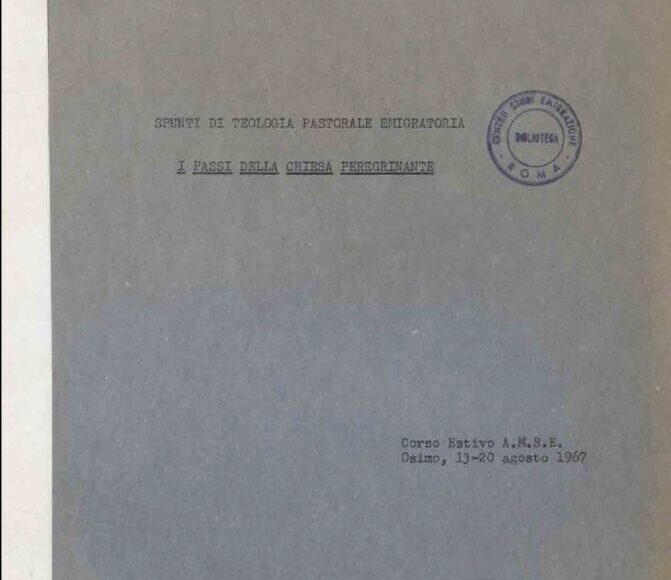 SPUNTI DI TEOLOGIA PASTORALE EMIGRATORIA
I PASSI DELLA CHIESA PEREGRINANTE
CENTRO STUDI EMIGRAZIONE
BIBLIOTECA
- ROMA -
Corso Estivo A.M.S.E.
Osimo, 13-20 agosto 1967